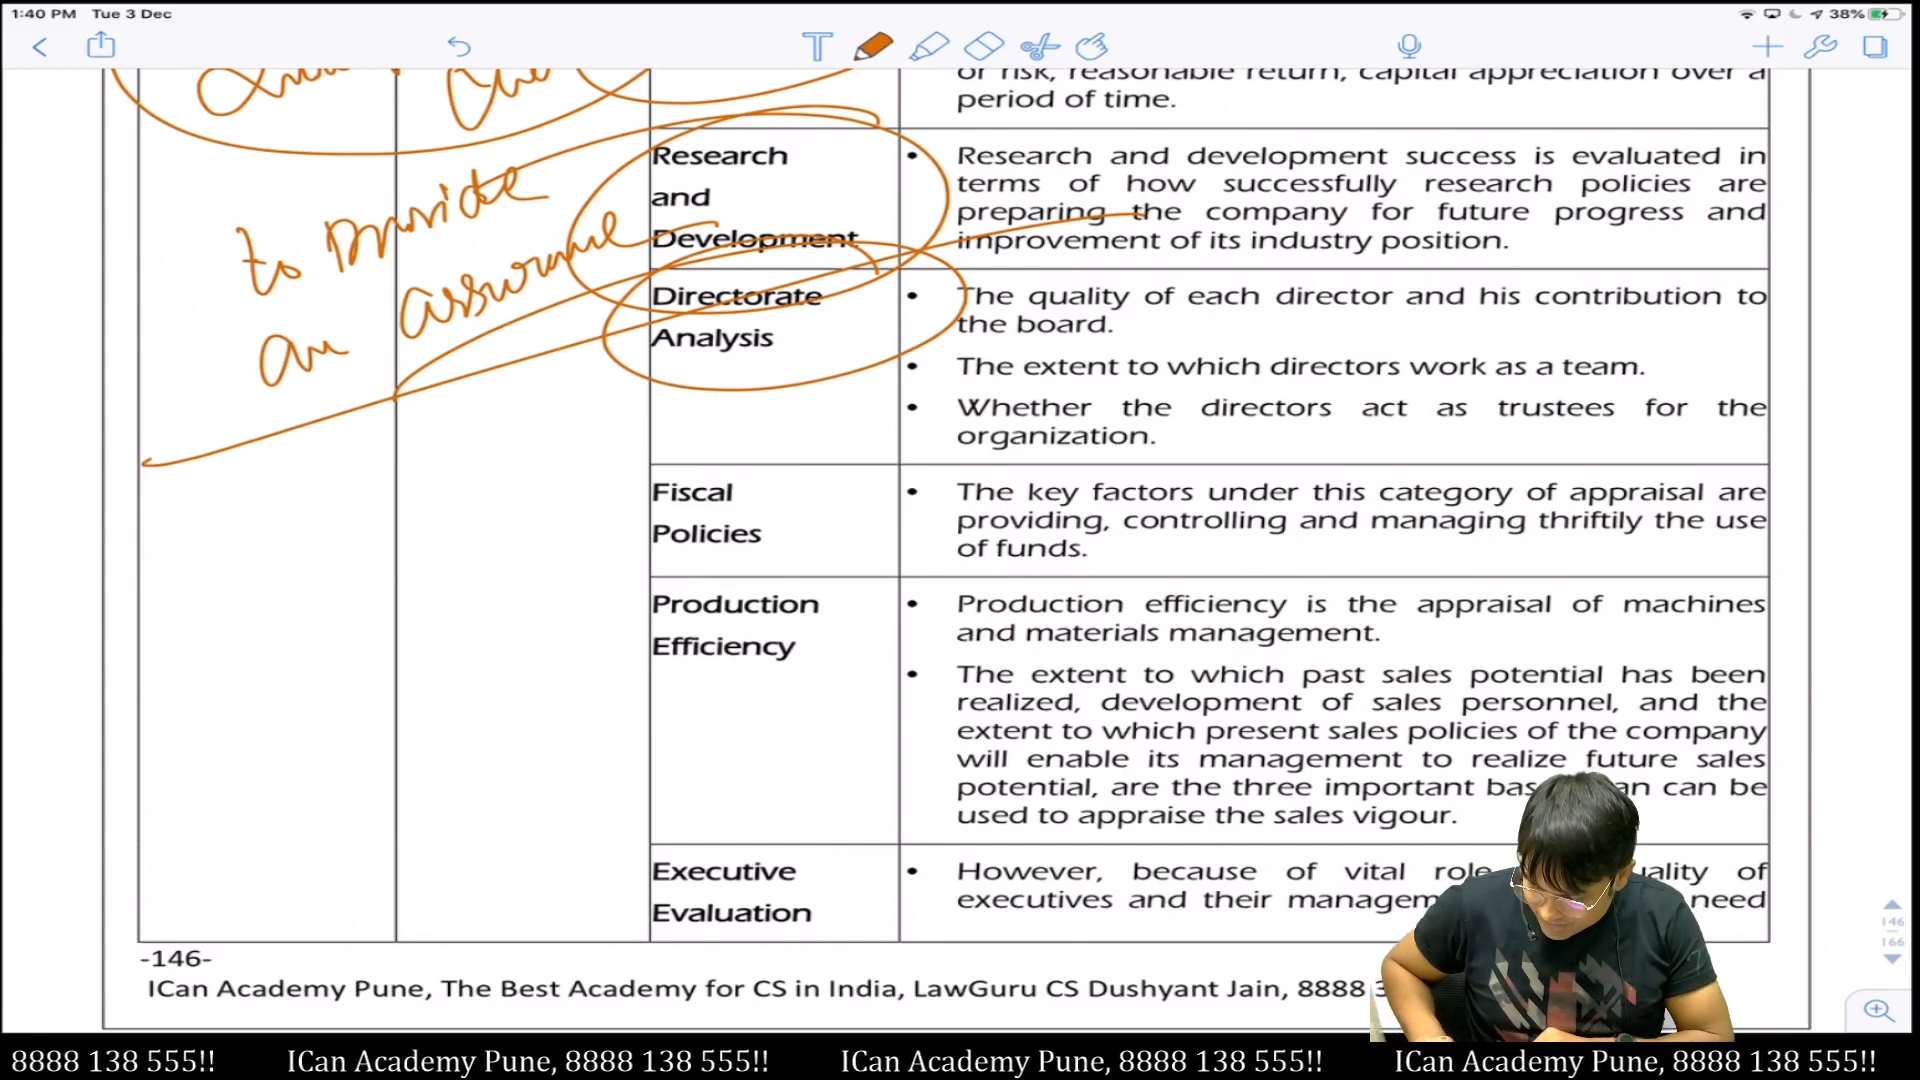 1:40 PM Tue 3 Dec
38%
or risk, reasonable return, capital appreciation over a
period of time.
to provide
an assurance
Research
and
Development
• Research and development success is evaluated in
terms of how successfully research policies are
preparing the company for future progress and
improvement of its industry position.
Directorate
Analysis
• The quality of each director and his contribution to
the board.
• The extent to which directors work as a team.
• Whether the directors act as trustees for the
organization.
Fiscal
Policies
• The key factors under this category of appraisal are
providing, controlling and managing thriftily the use
of funds.
Production
Efficiency
• Production efficiency is the appraisal of machines
and materials management.
• The extent to which past sales potential has been
realized, development of sales personnel, and the
extent to which present sales policies of the company
will enable its management to realize future sales
potential, are the three important can be
used to appraise the sales vigour.
Executive
Evaluation
• However, because of vital of
executives and their need
146
166
-146-
ICan Academy Pune, The Best Academy for CS in India, LawGuru CS Dushyant Jain, 8888
8888 138 555!! ICan Academy Pune, 8888 138 555!! ICan Academy Pune, 8888 138 555!! ICan Academy Pune, 8888 138 555!!